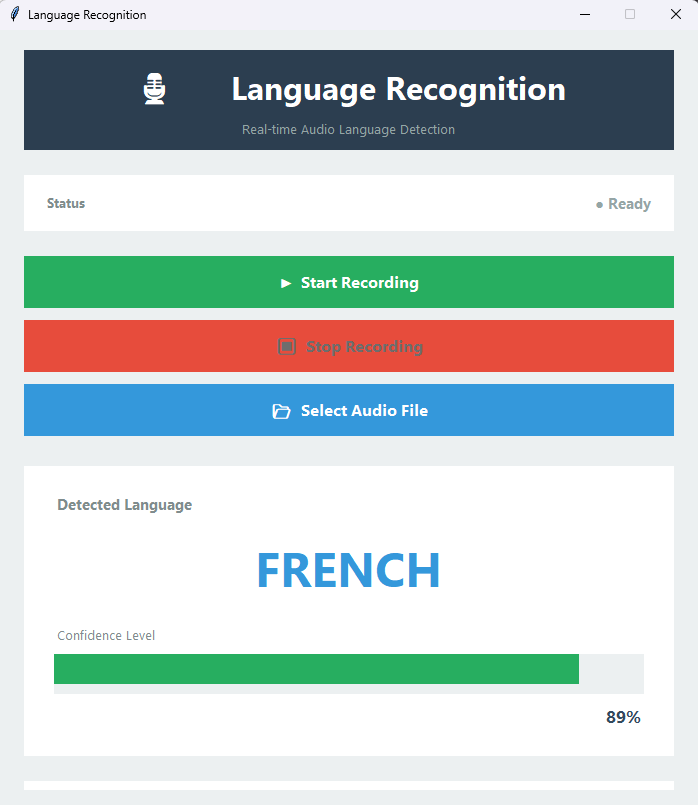 Language Recognition
Language Recognition
Real-time Audio Language Detection
Status ● Ready
► Start Recording
Stop Recording
Select Audio File
Detected Language
FRENCH
Confidence Level
89%